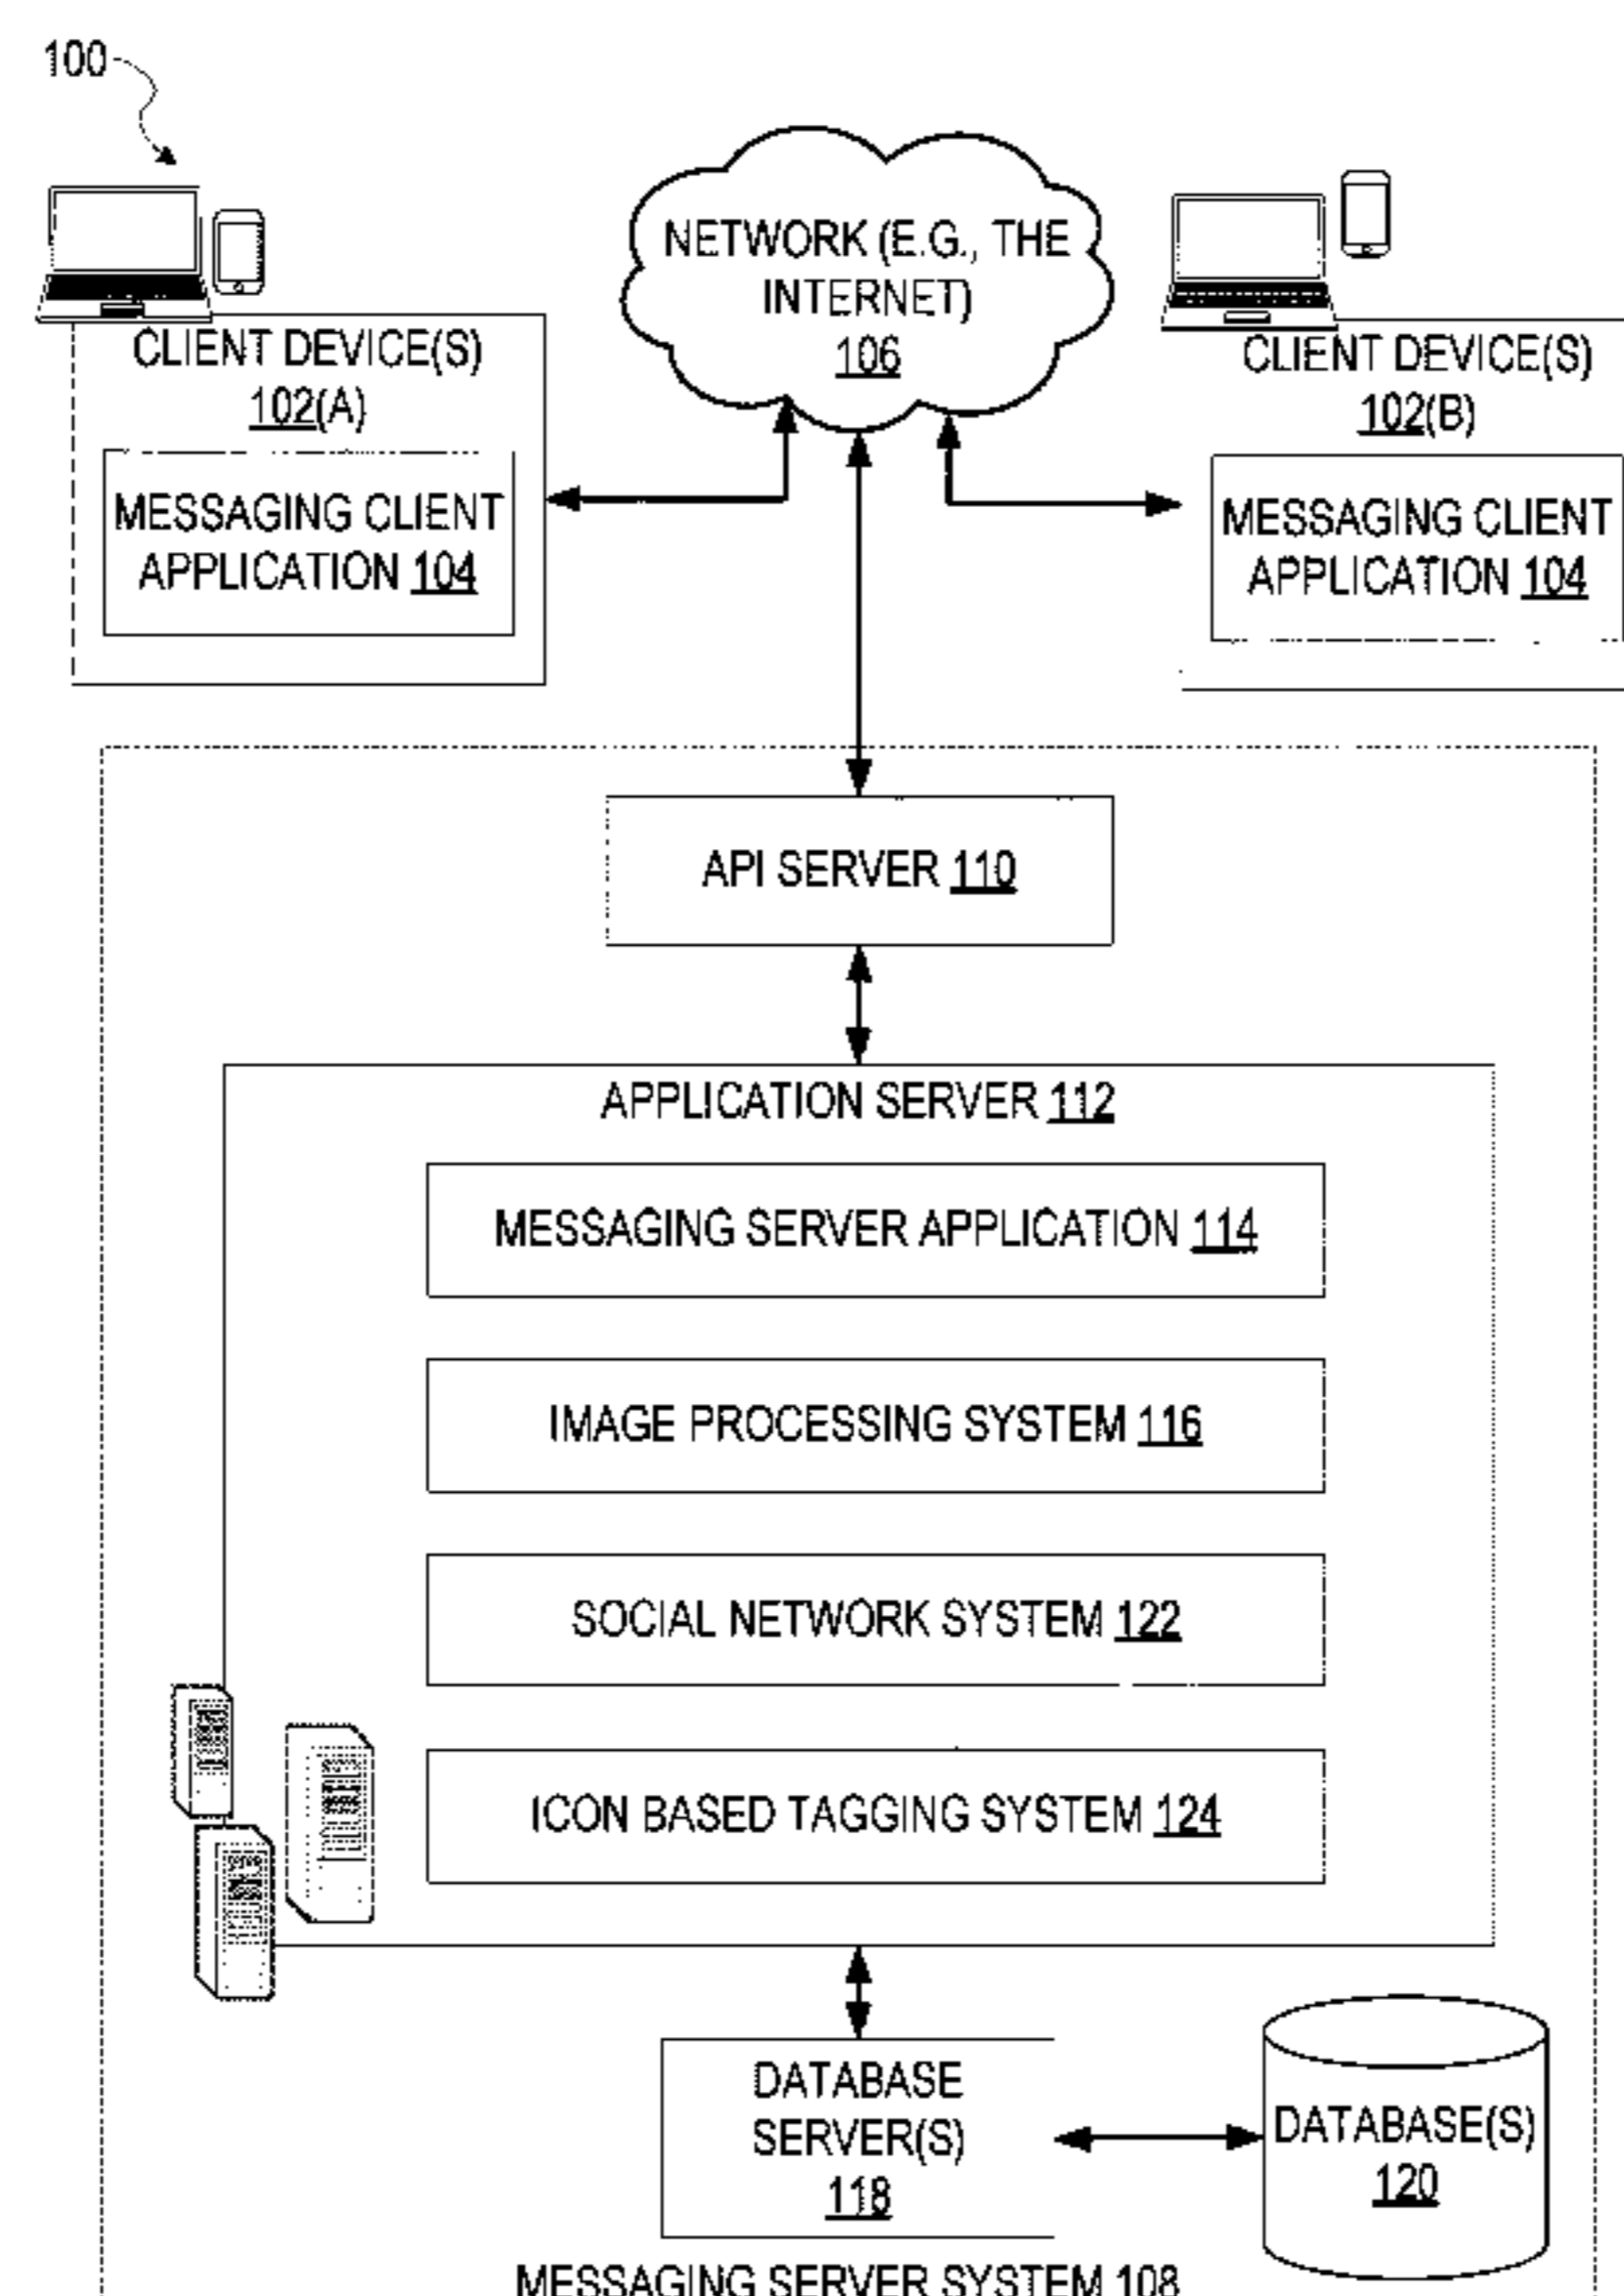 100
NETWORK (E.G., THE
INTERNET)
106
CLIENT DEVICE(S)
102(A)
MESSAGING CLIENT
APPLICATION 104
CLIENT DEVICE(S)
102(B)
MESSAGING CLIENT
APPLICATION 104
API SERVER 110
APPLICATION SERVER 112
MESSAGING SERVER APPLICATION 114
IMAGE PROCESSING SYSTEM 116
SOCIAL NETWORK SYSTEM 122
ICON BASED TAGGING SYSTEM 124
DATABASE
SERVER(S)
118
DATABASE(S)
120
MESSAGING SERVER SYSTEM 108